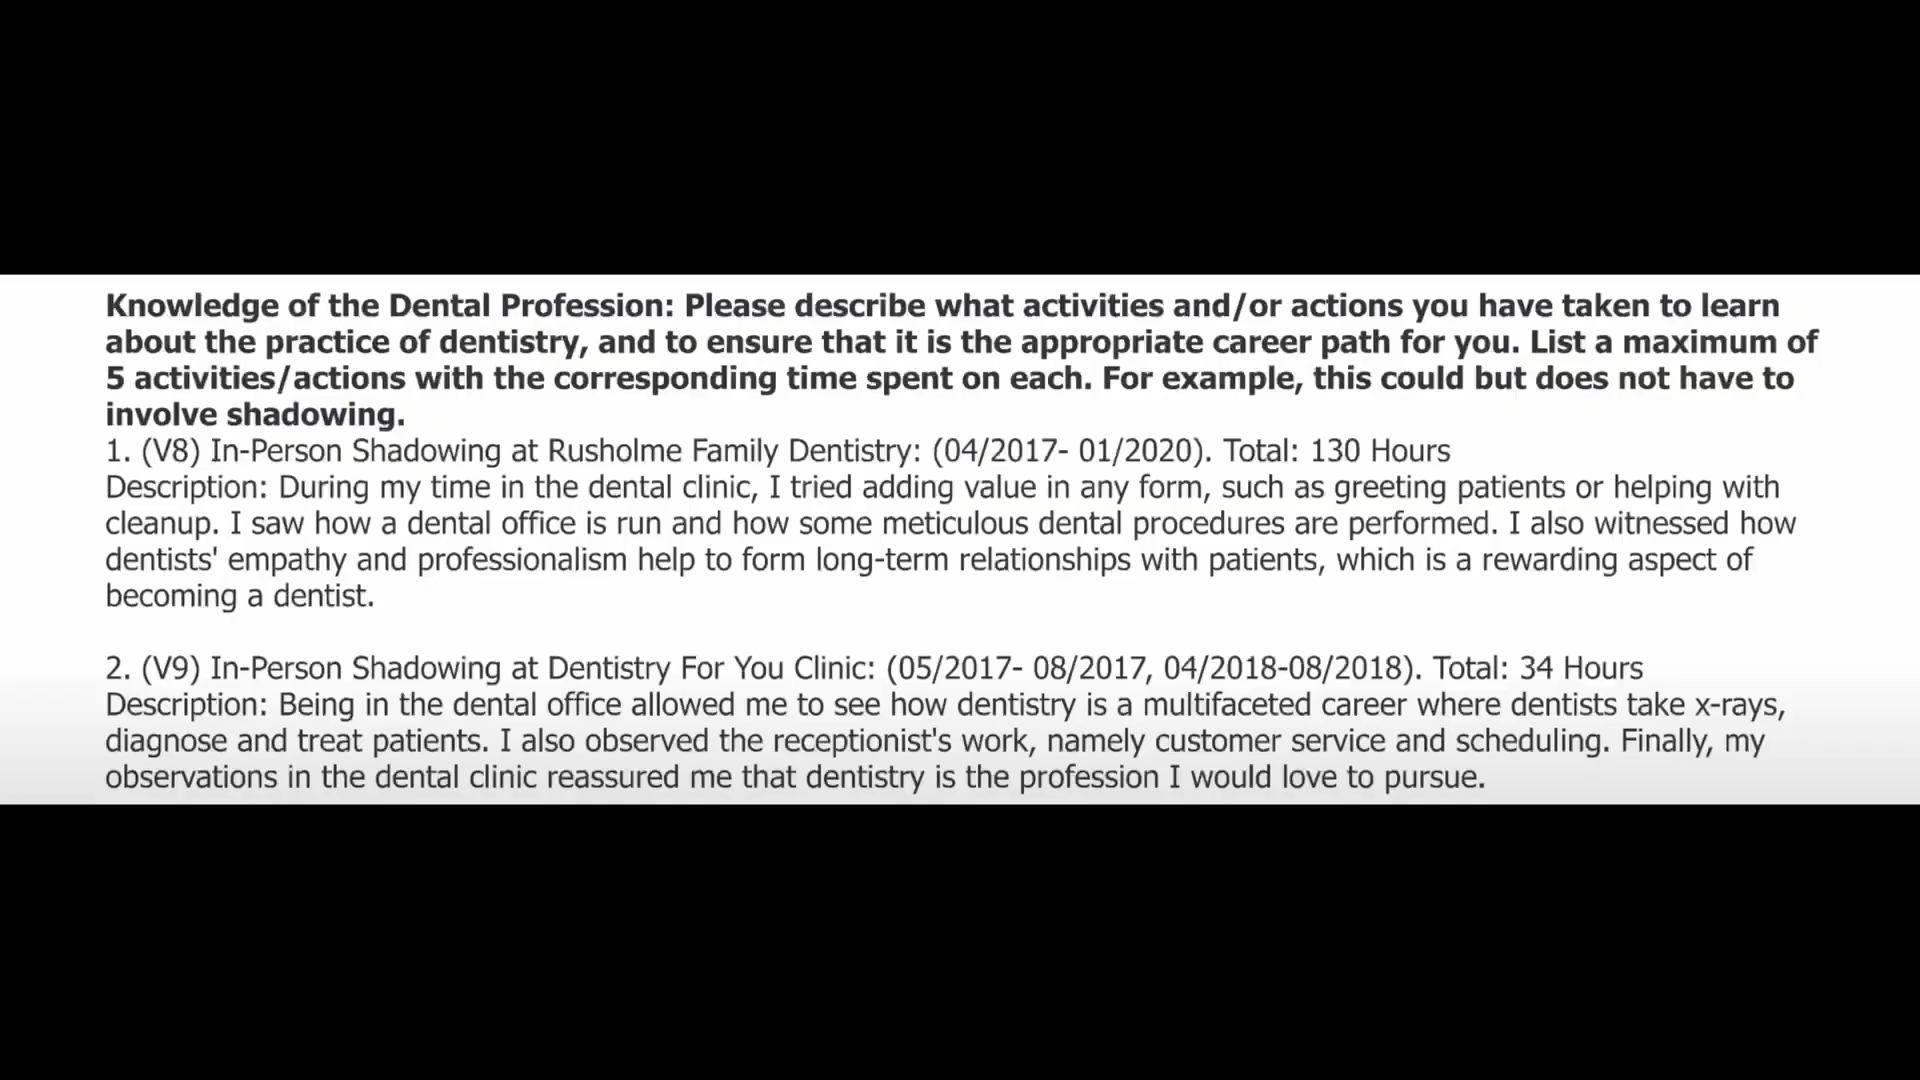 Knowledge of the Dental Profession: Please describe what activities and/or actions you have taken to learn
about the practice of dentistry, and to ensure that it is the appropriate career path for you. List a maximum of
5 activities/actions with the corresponding time spent on each. For example, this could but does not have to
involve shadowing.
1. (V8) In-Person Shadowing at Rusholme Family Dentistry: (04/2017- 01/2020). Total: 130 Hours
Description: During my time in the dental clinic, I tried adding value in any form, such as greeting patients or helping with
cleanup. I saw how a dental office is run and how some meticulous dental procedures are performed. I also witnessed how
dentists' empathy and professionalism help to form long-term relationships with patients, which is a rewarding aspect of
becoming a dentist.
2. (V9) In-Person Shadowing at Dentistry For You Clinic: (05/2017- 08/2017, 04/2018-08/2018). Total: 34 Hours
Description: Being in the dental office allowed me to see how dentistry is a multifaceted career where dentists take x-rays,
diagnose and treat patients. I also observed the receptionist's work, namely customer service and scheduling. Finally, my
observations in the dental clinic reassured me that dentistry is the profession I would love to pursue.